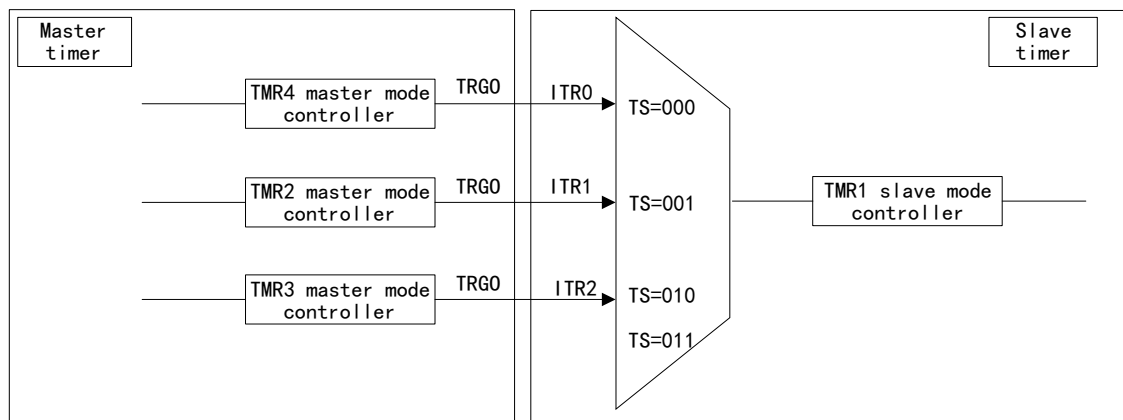 Master
timer
Slave
timer
TMR4 master mode
controller
TRGO
ITR0
TS=000
TMR2 master mode
controller
TRGO
ITR1
TS=001
TMR1 slave mode
controller
TMR3 master mode
controller
TRGO
ITR2
TS=010
TS=011